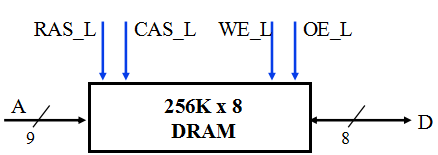 RAS_L CAS_L WE_L OE_L
A 9
256K x 8
DRAM
8 D